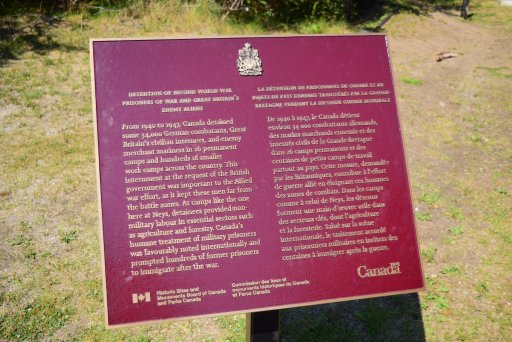 DETENTION OF SECOND WORLD WAR
PRISONERS OF WAR AND GREAT BRITAIN'S
ENEMY ALIENS
From 1940 to 1947, Canada detained
some 34,000 German combatants, Great
Britain's civilian internees, and enemy
merchant mariners in 26 permanent
camps and hundreds of smaller
work camps across the country. This
internment at the request of the British
government was important to the Allied
war effort, as it kept these men far from
the battle zones. At camps like the one
here at Neys, detainees provided non-
military labour in essential sectors such
as agriculture and forestry. Canada's
humane treatment of military prisoners
was favourably noted internationally and
prompted hundreds of former prisoners
to immigrate after the war.
LA DÉTENTION DE PRISONNIERS DE GUERRE ET DE
SUJETS DE PAYS ENNEMIS TRANSFÉRÉS PAR LA GRANDE-
BRETAGNE PENDANT LA SECONDE GUERRE MONDIALE
De 1940 à 1947, le Canada détient
environ 34 000 combattants allemands,
des marins marchands ennemis et des
internés civils de la Grande-Bretagne
dans 26 camps permanents et des
centaines de petits camps de travail
partout au pays. Cette mesure, demandée
par les Britanniques, contribue à l'effort
de guerre allié en éloignant ces hommes
des zones de combats. Dans les camps
comme à celui de Neys, les détenus
forment une main d'œuvre utile dans
des secteurs clés, dont l'agriculture
et la foresterie. Salué sur la scène
internationale, le traitement accordé
aux prisonniers militaires en incitera des
centaines à immigrer après la guerre.
Historic Sites and
Monuments Board of Canada
and Parks Canada
Commission des lieux et
monuments historiques du Canada
et Parcs Canada
Canada